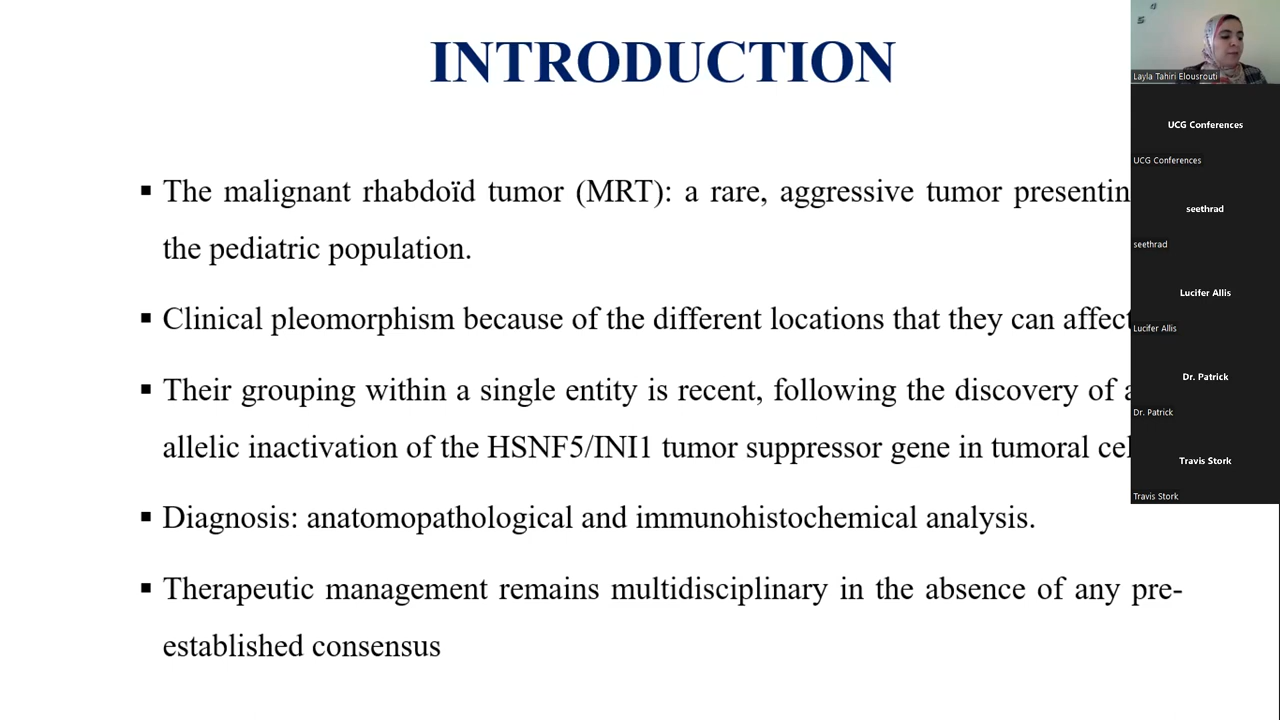 INTRODUCTION
▪ The malignant rhabdoïd tumor (MRT): a rare, aggressive tumor
the pediatric population.
▪ Clinical pleomorphism because of the different locations that they can affect
▪ Their grouping within a single entity is recent, following the discovery of
allelic inactivation of the HSNF5/INI1 tumor suppressor gene in tumoral
▪ Diagnosis: anatomopathological and immunohistochemical analysis.
▪ Therapeutic management remains multidisciplinary in the absence of any pre-
established consensus
Layla Tahiri Elousrouti
UCG Conferences
UCG Conferences
seethrad
seethrad
Lucifer Allis
Lucifer Allis
Dr. Patrick
Dr. Patrick
Travis Stork
Travis Stork